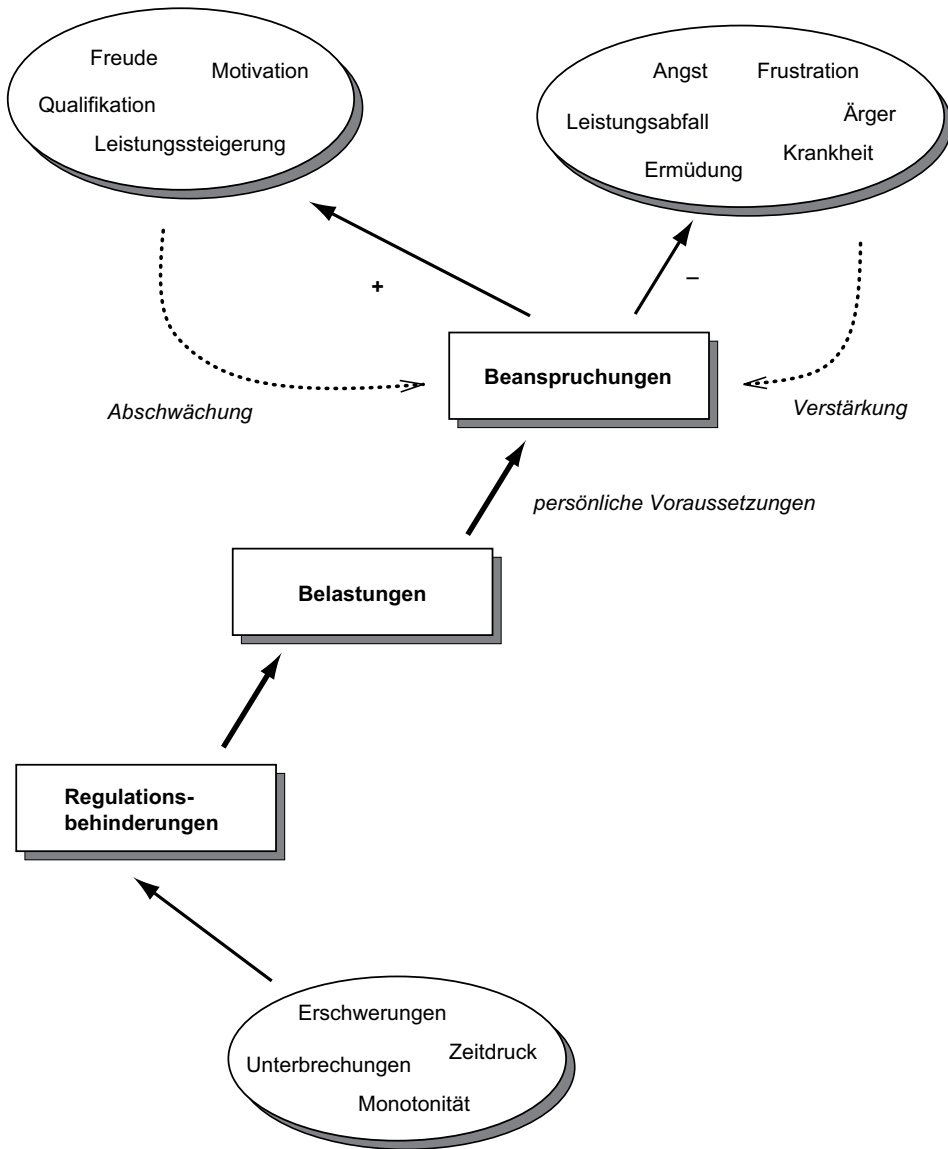 Freude
Motivation
Qualifikation
Leistungssteigerung
Angst
Frustration
Leistungsabfall
Ärger
Ermüdung
Krankheit
+
–
Beanspruchungen
Abschwächung
Verstärkung
persönliche Voraussetzungen
Belastungen
Regulations-
behinderungen
Erschwerungen
Unterbrechungen
Zeitdruck
Monotonität